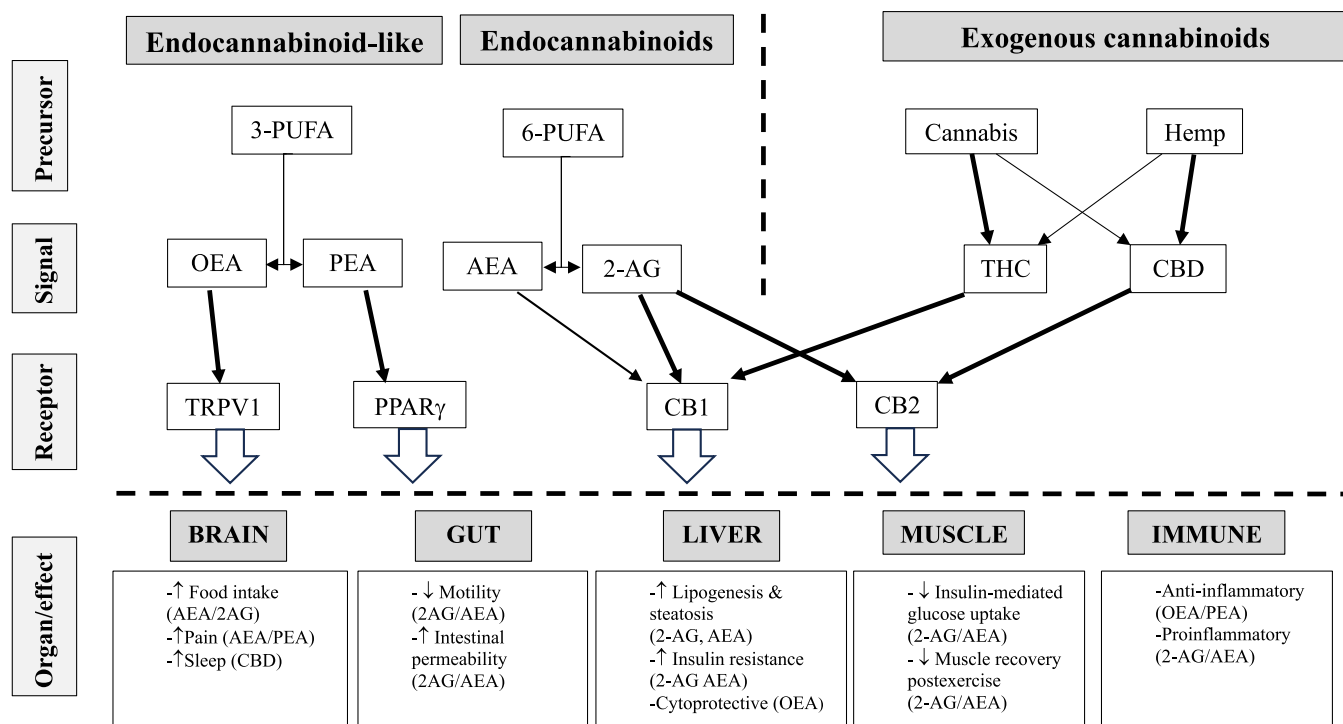 Endocannabinoid-like
Endocannabinoids
Exogenous cannabinoids
Precursor
3-PUFA
6-PUFA
Cannabis
Hemp
Signal
OEA
PEA
AEA
2-AG
THC
CBD
Receptor
TRPV1
PPARγ
CB1
CB2
Organ/effect
BRAIN
-↑ Food intake
(AEA/2AG)
-↑Pain (AEA/PEA)
-↑Sleep (CBD)
GUT
-↓ Motility
(2AG/AEA)
-↑ Intestinal
permeability
(2AG/AEA)
LIVER
-↑ Lipogenesis &
steatosis
(2-AG, AEA)
-↑ Insulin resistance
(2-AG AEA)
-Cytoprotective (OEA)
MUSCLE
-↓ Insulin-mediated
glucose uptake
(2-AG/AEA)
-↓ Muscle recovery
postexercise
(2-AG/AEA)
IMMUNE
-Anti-inflammatory
(OEA/PEA)
-Proinflammatory
(2-AG/AEA)